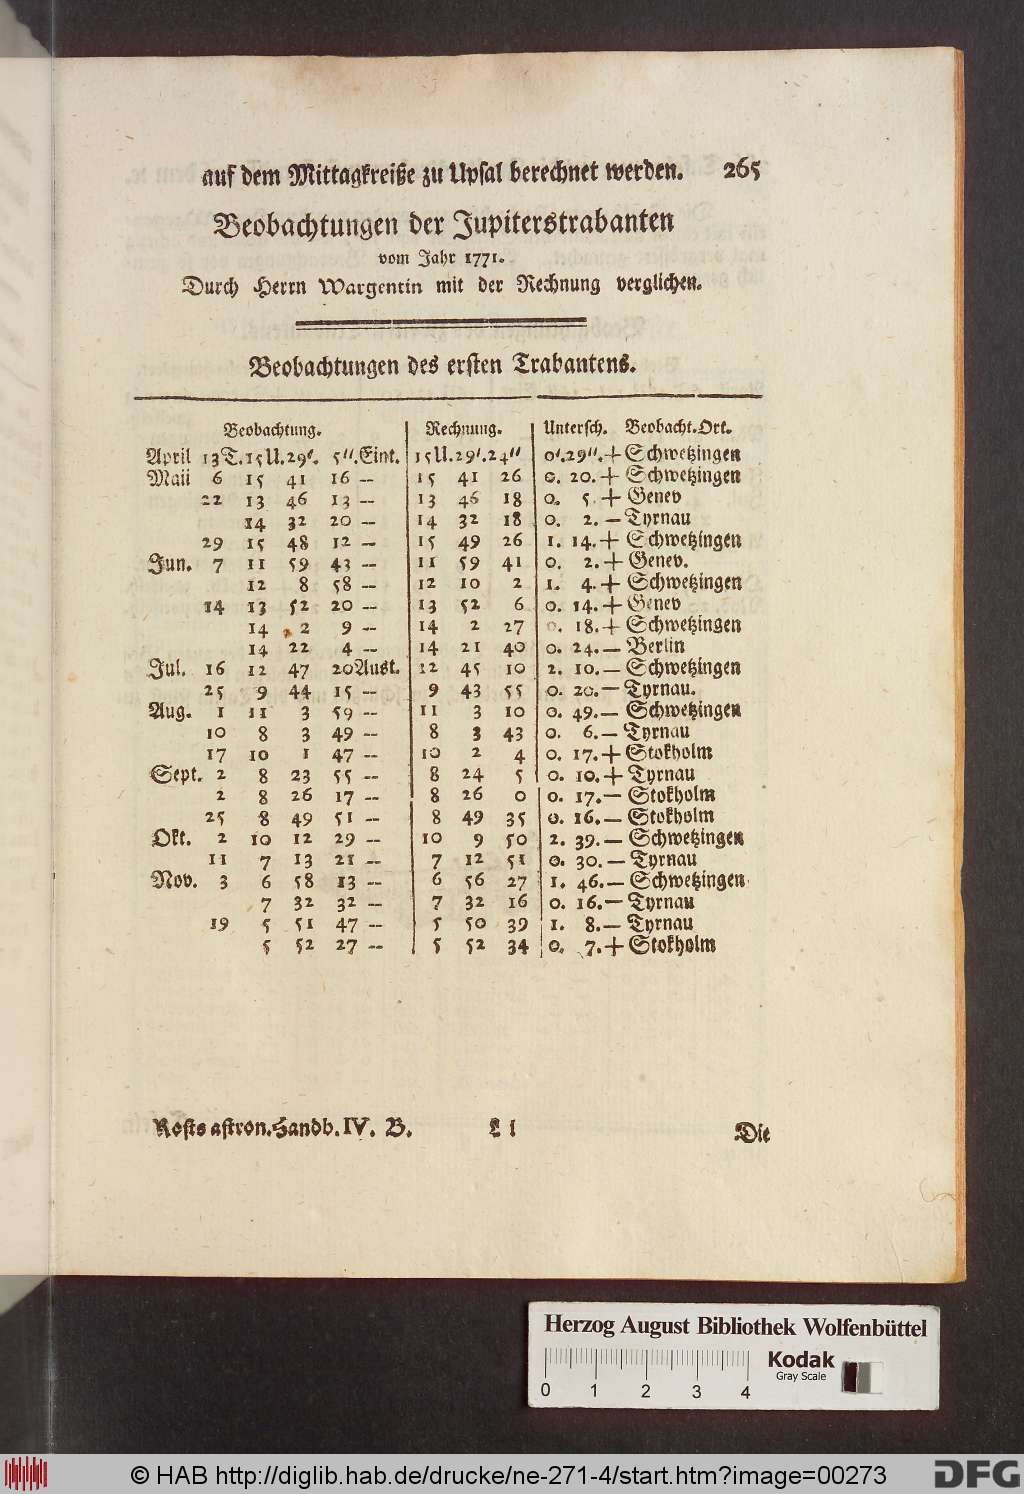 auf dem Mittagkreiße zu Upsal berechnet werden. 265
Beobachtungen der Jupiterstrabanten
vom Jahr 1771.
Durch Herrn Wargentin mit der Rechnung verglichen.
Beobachtungen des ersten Trabantens.
Beobachtung. Rechnung. Untersch. Beobacht.Ort.
April 13 T. 15 U. 29'. 5''. Eint. 15 U. 29'. 24'' 0'. 29''. + Schwetzingen
Maii 6 15 41 16 -- 15 41 26 0. 20. + Schwetzingen
22 13 46 13 -- 13 46 18 0. 5. + Genev
14 32 20 -- 14 32 18 0. 2. — Tyrnau
29 15 48 12 -- 15 49 26 1. 14. + Schwetzingen
Jun. 7 11 59 43 -- 11 59 41 0. 2. + Genev.
12 8 58 -- 12 10 2 1. 4. + Schwetzingen
14 13 52 20 -- 13 52 6 0. 14. + Genev
14 2 9 -- 14 2 27 0. 18. + Schwetzingen
14 22 4 -- 14 21 40 0. 24. — Berlin
Jul. 16 12 47 20 Aust. 12 45 10 2. 10. — Schwetzingen
25 9 44 15 -- 9 43 55 0. 20. — Tyrnau.
Aug. 1 11 3 59 -- 11 3 10 0. 49. — Schwetzingen
10 8 3 49 -- 8 3 43 0. 6. — Tyrnau
17 10 1 47 -- 10 2 4 0. 17. + Stokholm
Sept. 2 8 23 55 -- 8 24 5 0. 10. + Tyrnau
2 8 26 17 -- 8 26 0 0. 17. — Stokholm
25 8 49 51 -- 8 49 35 0. 16. — Stokholm
Okt. 2 10 12 29 -- 10 9 50 2. 39. — Schwetzingen
11 7 13 21 -- 7 12 51 0. 30. — Tyrnau
Nov. 3 6 58 13 -- 6 56 27 1. 46. — Schwetzingen
7 32 32 -- 7 32 16 0. 16. — Tyrnau
19 5 51 47 -- 5 50 39 1. 8. — Tyrnau
5 52 27 -- 5 52 34 0. 7. + Stokholm
Rosts astron. Handb. IV. B. L l Die
Herzog August Bibliothek Wolfenbüttel
Kodak
Gray Scale
0 1 2 3 4
© HAB http://diglib.hab.de/drucke/ne-271-4/start.htm?image=00273
DFG